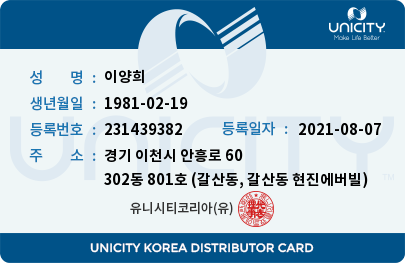 UNICITY
Make Life Better
성 명 : 이양희
생년월일 : 1981-02-19
등록번호 : 231439382 등록일자 : 2021-08-07
주 소 : 경기 이천시 안흥로 60
302동 801호 (갈산동, 갈산동 현진에버빌)
유니시티코리아(유)
UNICITY
TM
UNICITY KOREA DISTRIBUTOR CARD